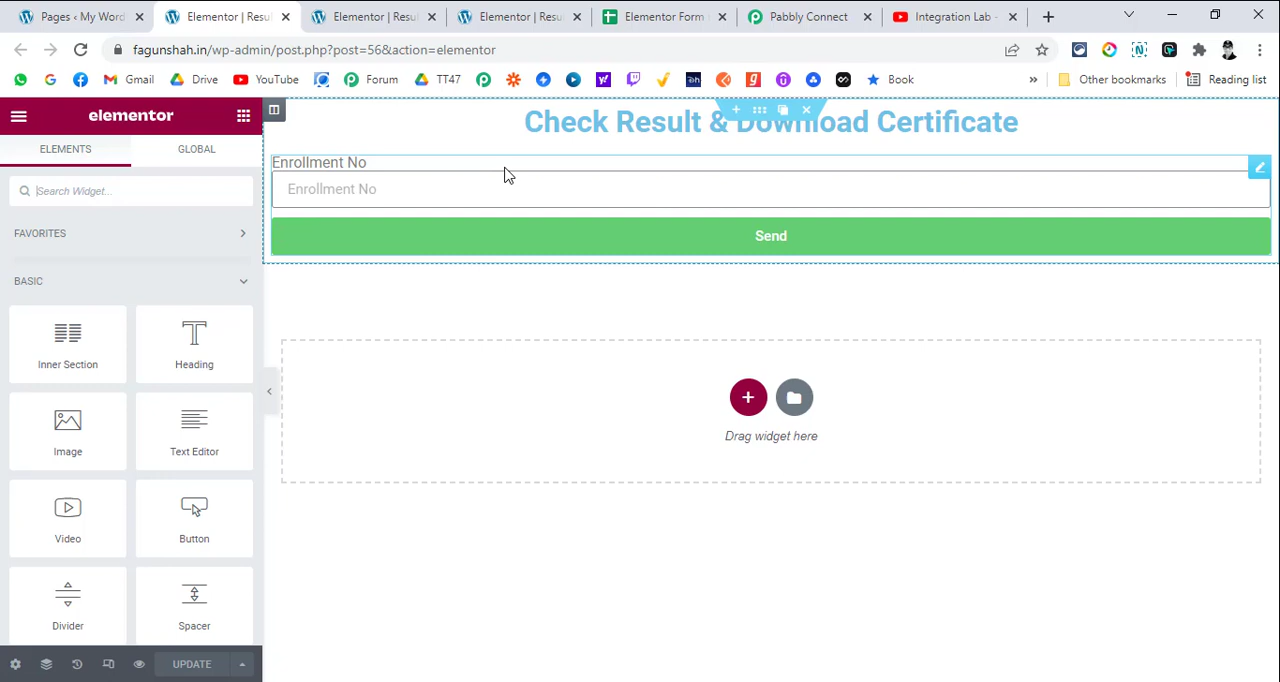 Pages ‹ My Word
Elementor | Resul
Elementor | Resul
Elementor | Resu
Elementor Form
Pabbly Connect
Integration Lab -
fagunshah.in/wp-admin/post.php?post=56&action=elementor
Gmail
Drive
YouTube
Forum
TT47
Book
»
Other bookmarks
Reading list
elementor
ELEMENTS
GLOBAL
Search Widget...
FAVORITES
BASIC
Inner Section
Heading
Image
Text Editor
Video
Button
Divider
Spacer
UPDATE
Check Result & Download Certificate
Enrollment No
Enrollment No
Send
Drag widget here